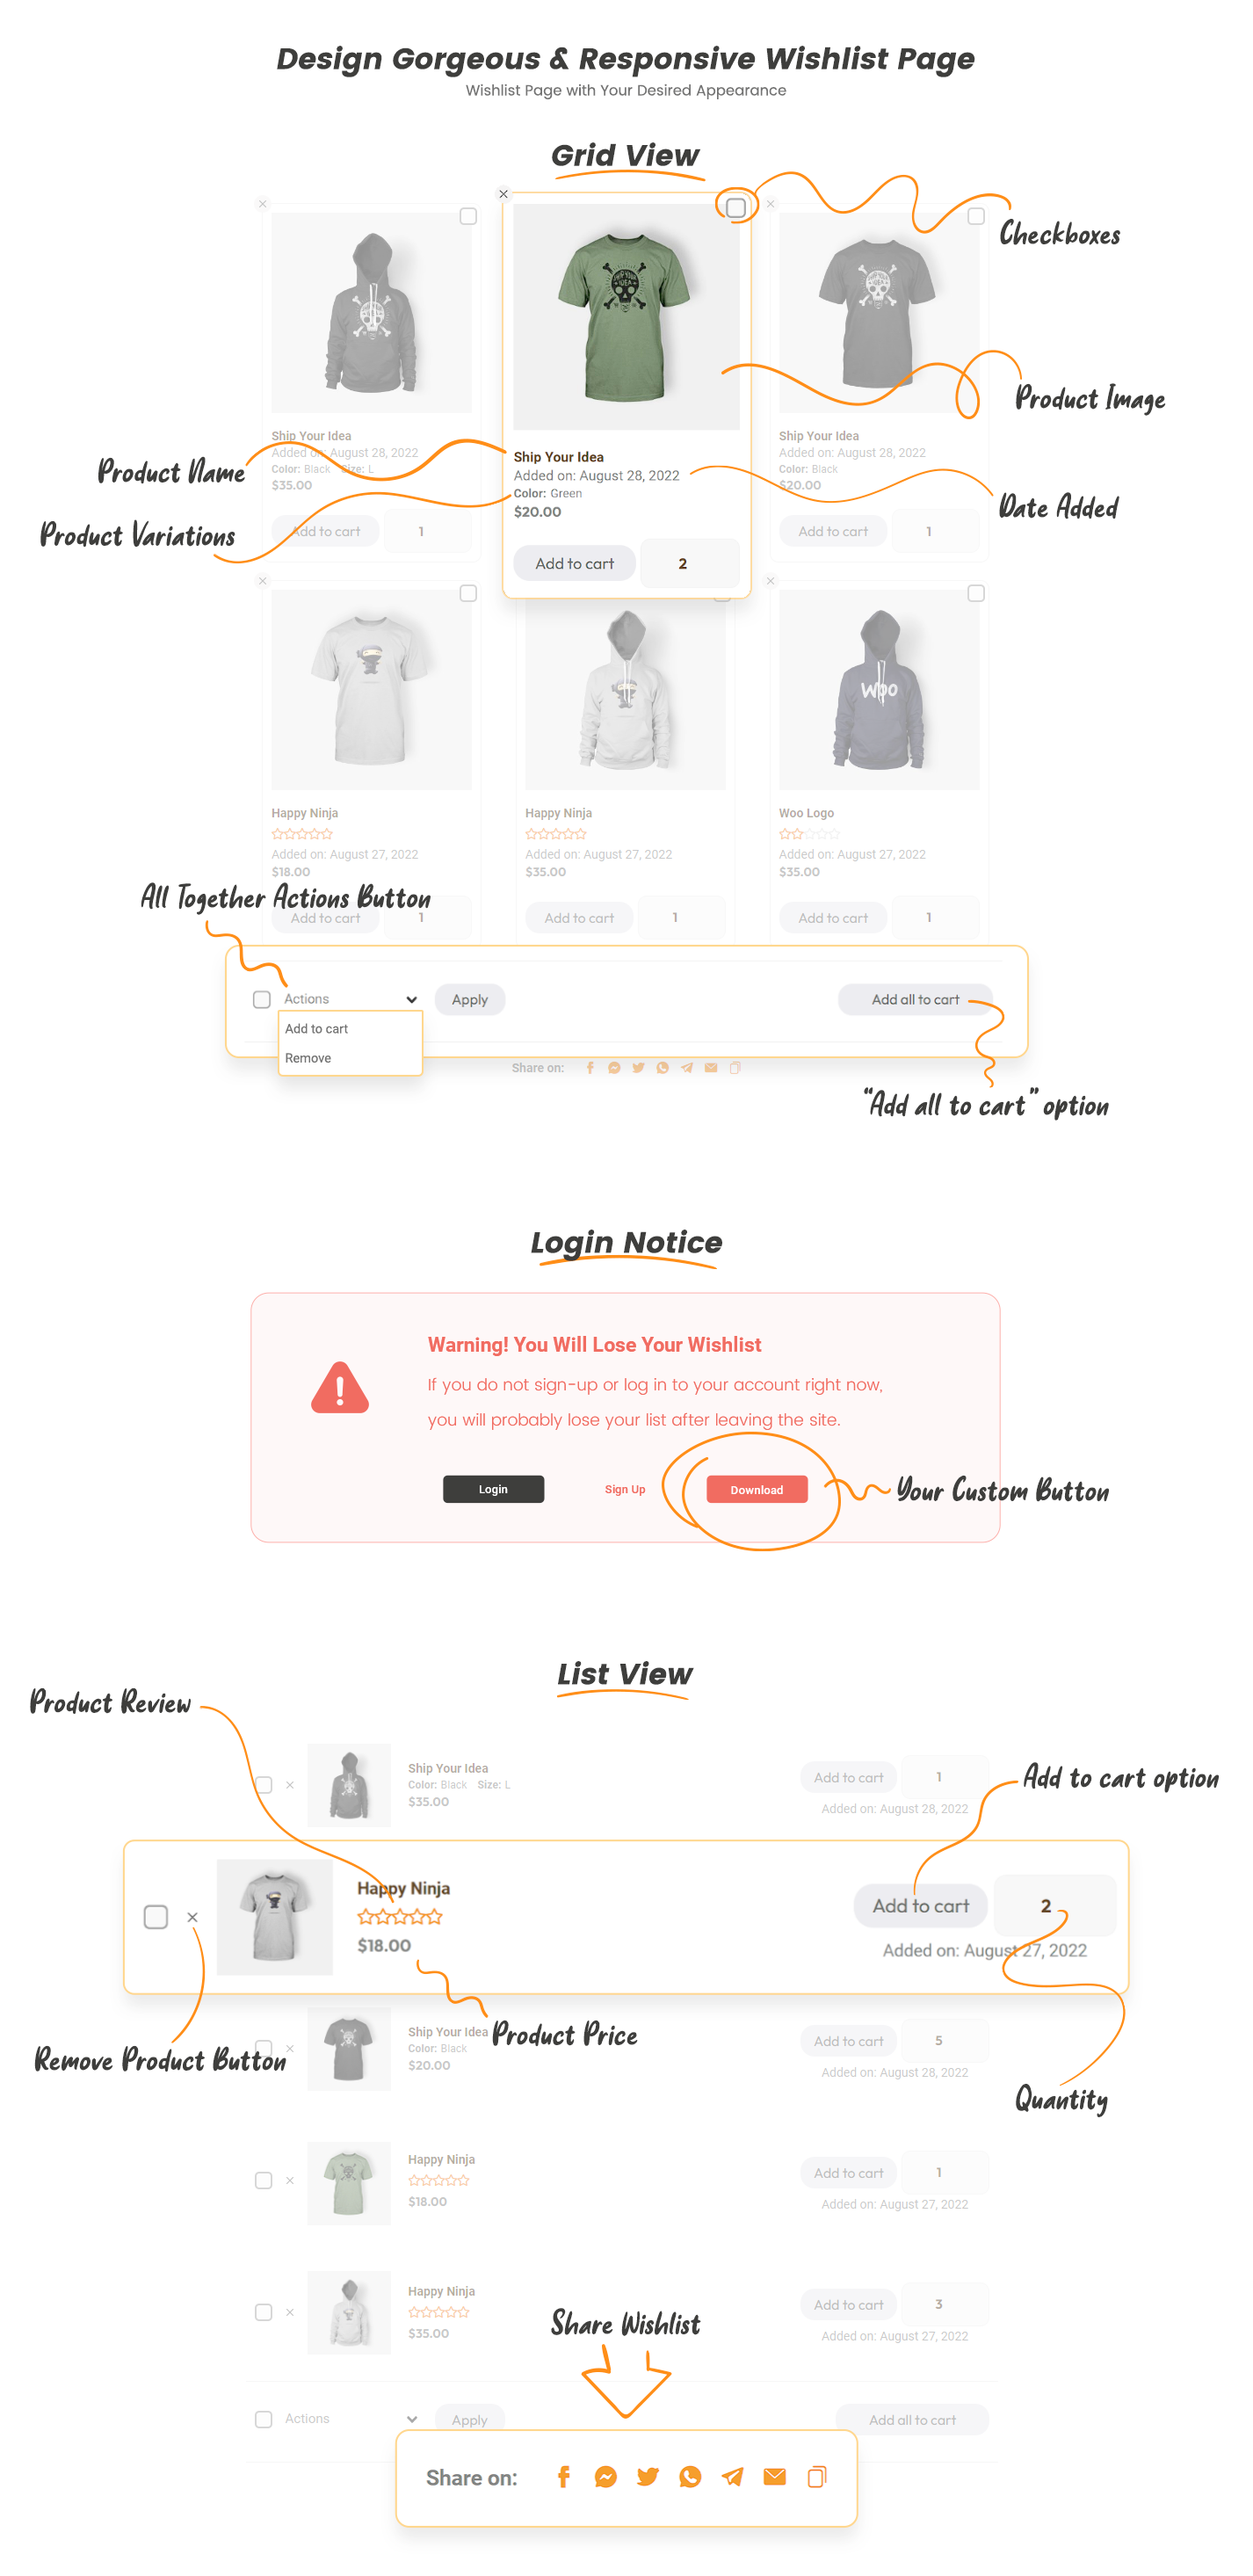 Design Gorgeous & Responsive Wishlist Page
Wishlist Page with Your Desired Appearance
Grid View
Checkboxes
Product Image
Product Name
Product Variations
Date Added
Ship Your Idea
Added on: August 28, 2022
Color: Black Size: L
$35.00
Add to cart 1
SHIP YOUR IDEA
Ship Your Idea
Added on: August 28, 2022
Color: Green
$20.00
Add to cart 2
Ship Your Idea
Added on: August 28, 2022
Color: Black
$20.00
Add to cart 1
Happy Ninja
Added on: August 27, 2022
$18.00
Add to cart 1
Happy Ninja
Added on: August 27, 2022
$35.00
Add to cart 1
Woo
Woo Logo
Added on: August 27, 2022
$35.00
Add to cart 1
All Together Actions Button
Actions Apply Add all to cart
Add to cart
Remove
Share on:
“Add all to cart” option
Login Notice
Warning! You Will Lose Your Wishlist
If you do not sign-up or log in to your account right now,
you will probably lose your list after leaving the site.
Login Sign Up Download
Your Custom Button
List View
Product Review
Ship Your Idea
Color: Black Size: L
$35.00
Add to cart 1
Added on: August 28, 2022
Add to cart option
Happy Ninja
$18.00
Add to cart 2
Added on: August 27, 2022
Product Price
Remove Product Button
Quantity
Ship Your Idea
Color: Black
$20.00
Add to cart 5
Added on: August 28, 2022
Happy Ninja
$18.00
Add to cart 1
Added on: August 27, 2022
Happy Ninja
$35.00
Add to cart 3
Added on: August 27, 2022
Share Wishlist
Actions Apply Add all to cart
Share on: